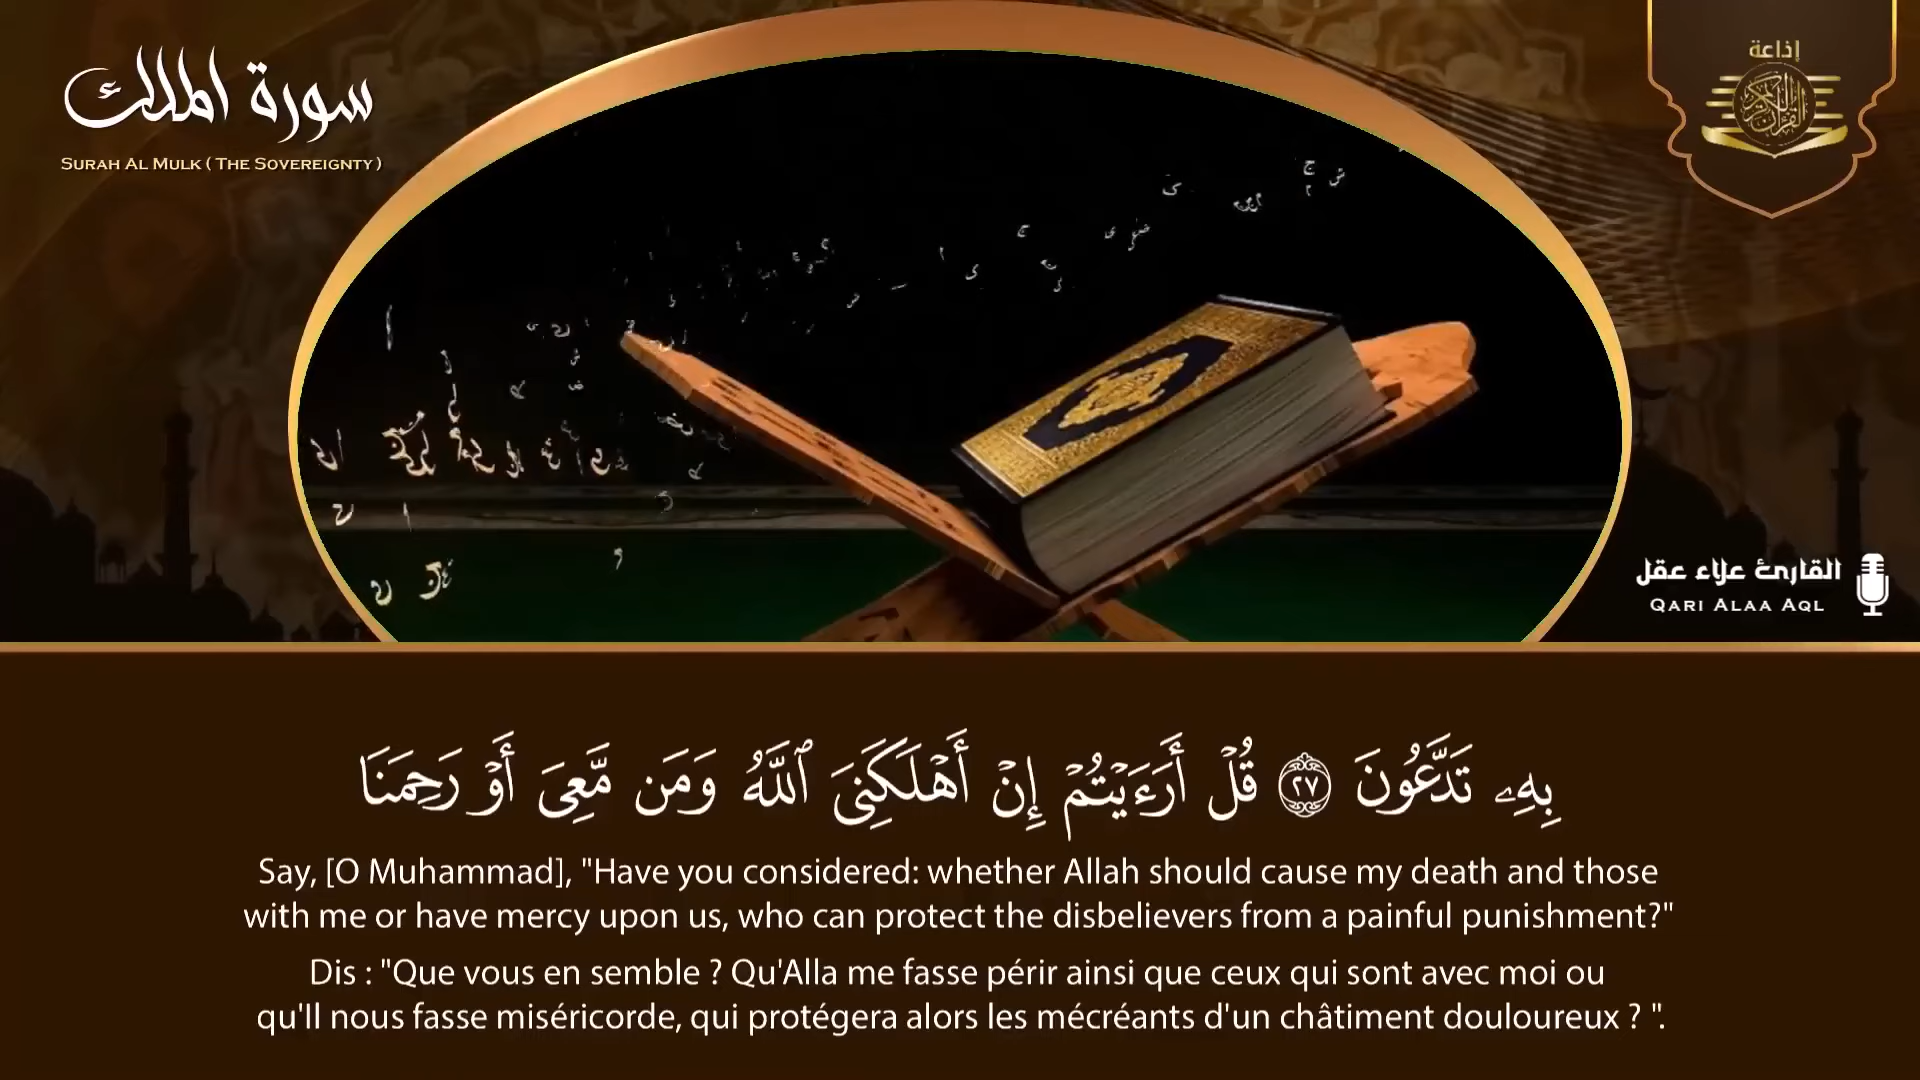 سورة الملك
SURAH AL MULK ( THE SOVEREIGNTY )
إذاعة
القرآن الكريم
القارئ علاء عقل
QARI ALAA AQL
بِهِۦ تَدَّعُونَ ٢٧ قُلْ أَرَءَيْتُمْ إِنْ أَهْلَكَنِىَ ٱللَّهُ وَمَن مَّعِىَ أَوْ رَحِمَنَا
Say, [O Muhammad], "Have you considered: whether Allah should cause my death and those
with me or have mercy upon us, who can protect the disbelievers from a painful punishment?"
Dis : "Que vous en semble ? Qu'Alla me fasse périr ainsi que ceux qui sont avec moi ou
qu'Il nous fasse miséricorde, qui protégera alors les mécréants d'un châtiment douloureux ? ".